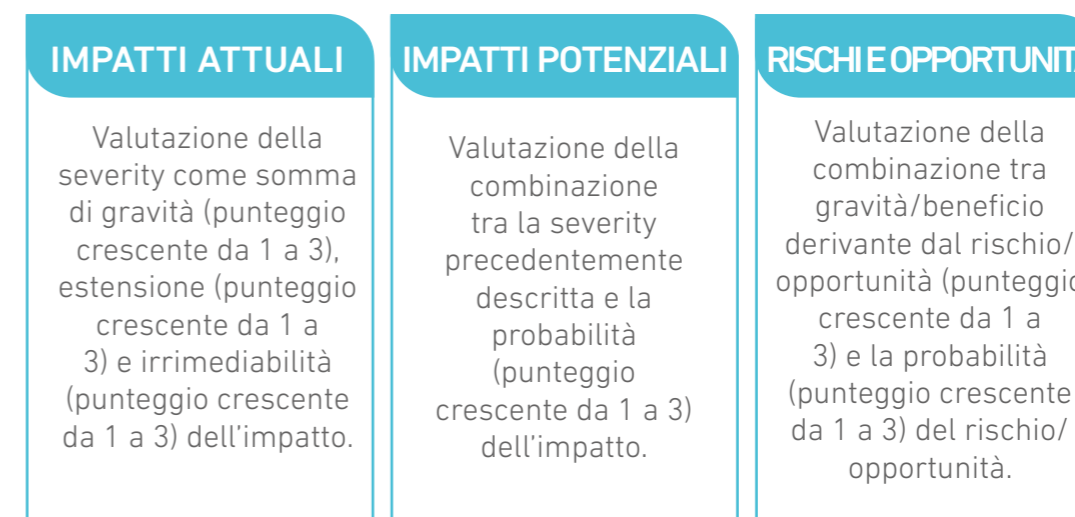 IMPATTI ATTUALI
Valutazione della
severity come somma
di gravità (punteggio
crescente da 1 a 3),
estensione (punteggio
crescente da 1 a
3) e irrimediabilità
(punteggio crescente
da 1 a 3) dell'impatto.
IMPATTI POTENZIALI
Valutazione della
combinazione
tra la severity
precedentemente
descritta e la
probabilità
(punteggio
crescente da 1 a 3)
dell'impatto.
RISCHI E OPPORTUNIT
Valutazione della
combinazione tra
gravità/beneficio
derivante dal rischio/
opportunità (punteggio
crescente da 1 a
3) e la probabilità
(punteggio crescente
da 1 a 3) del rischio/
opportunità.